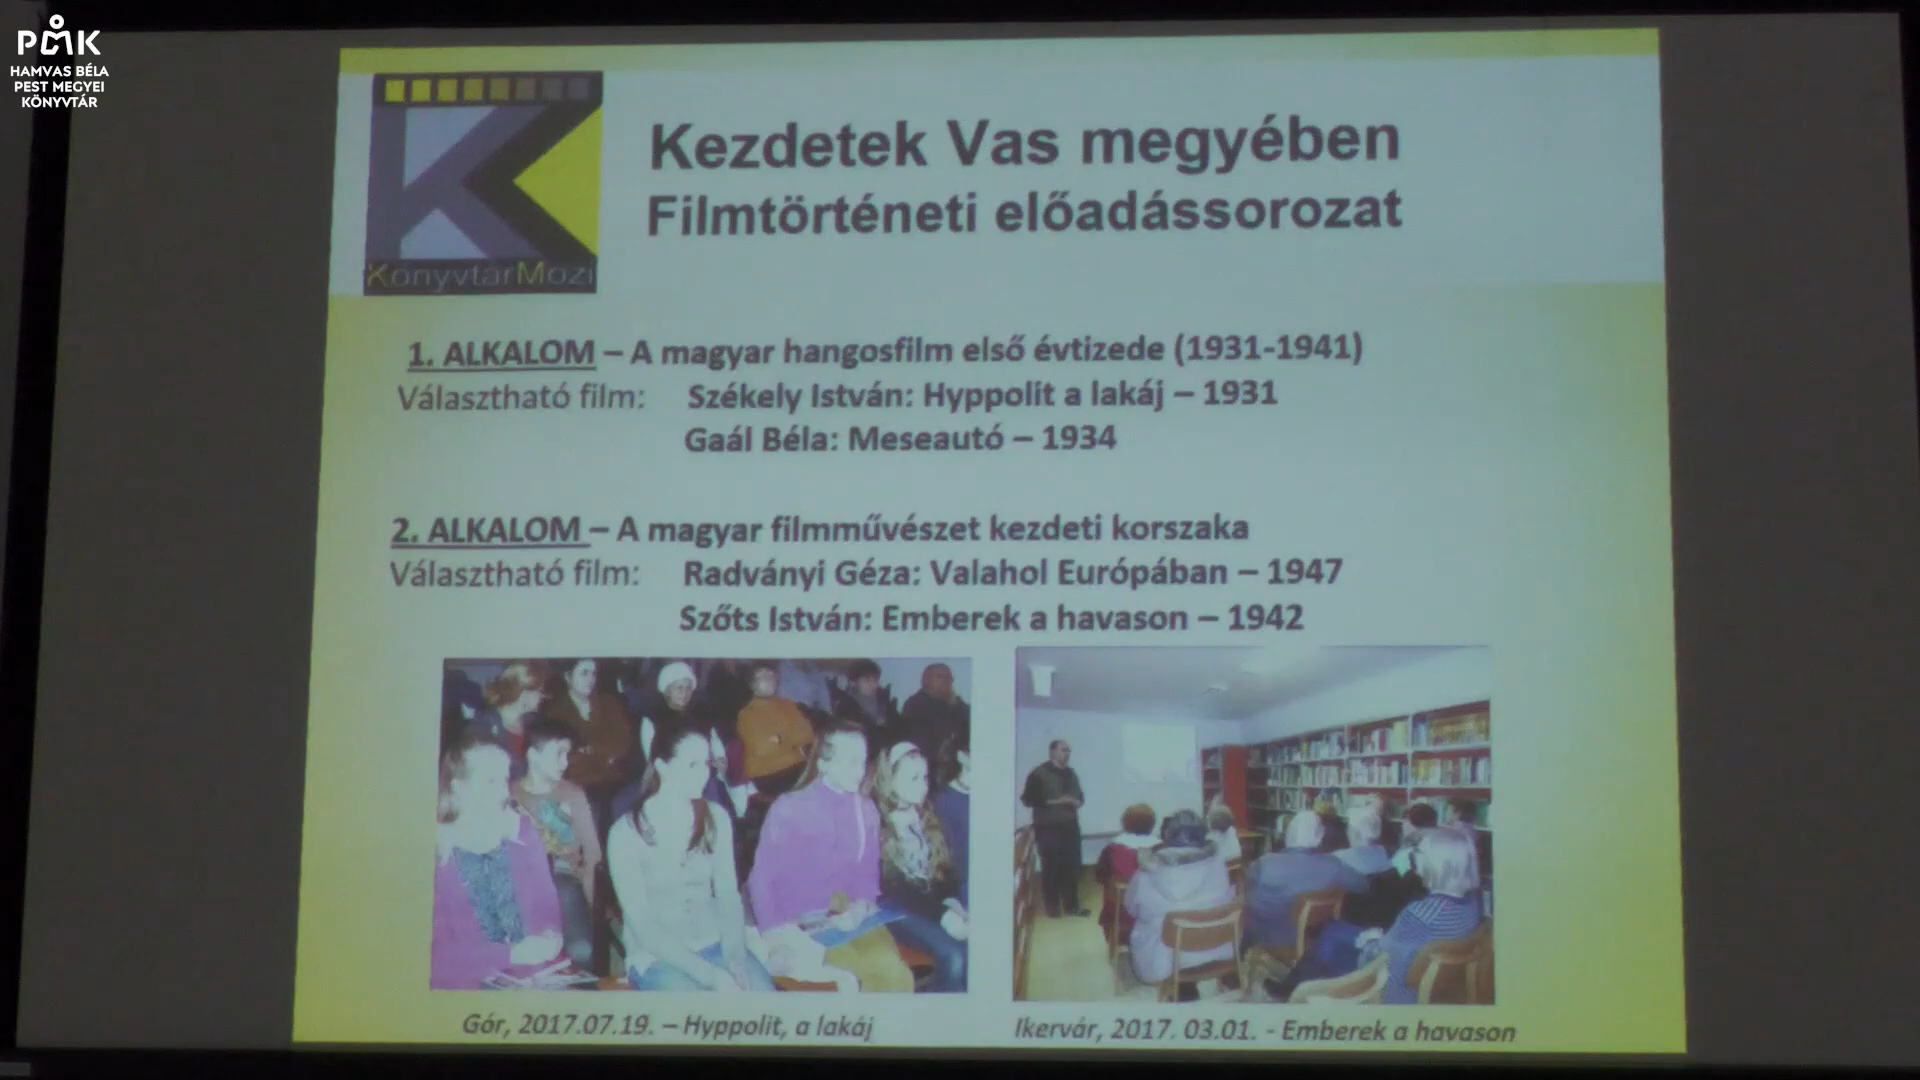 PMK
HAMVAS BÉLA
PEST MEGYEI
KÖNYVTÁR
KönyvtárMozi
Kezdetek Vas megyében
Filmtörténeti előadássorozat
1. ALKALOM – A magyar hangosfilm első évtizede (1931-1941)
Választható film: Székely István: Hyppolit a lakáj – 1931
Gaál Béla: Meseautó – 1934
2. ALKALOM – A magyar filmművészet kezdeti korszaka
Választható film: Radványi Géza: Valahol Európában – 1947
Szőts István: Emberek a havason – 1942
Gór, 2017.07.19. – Hyppolit, a lakáj
Ikervár, 2017. 03.01. - Emberek a havason